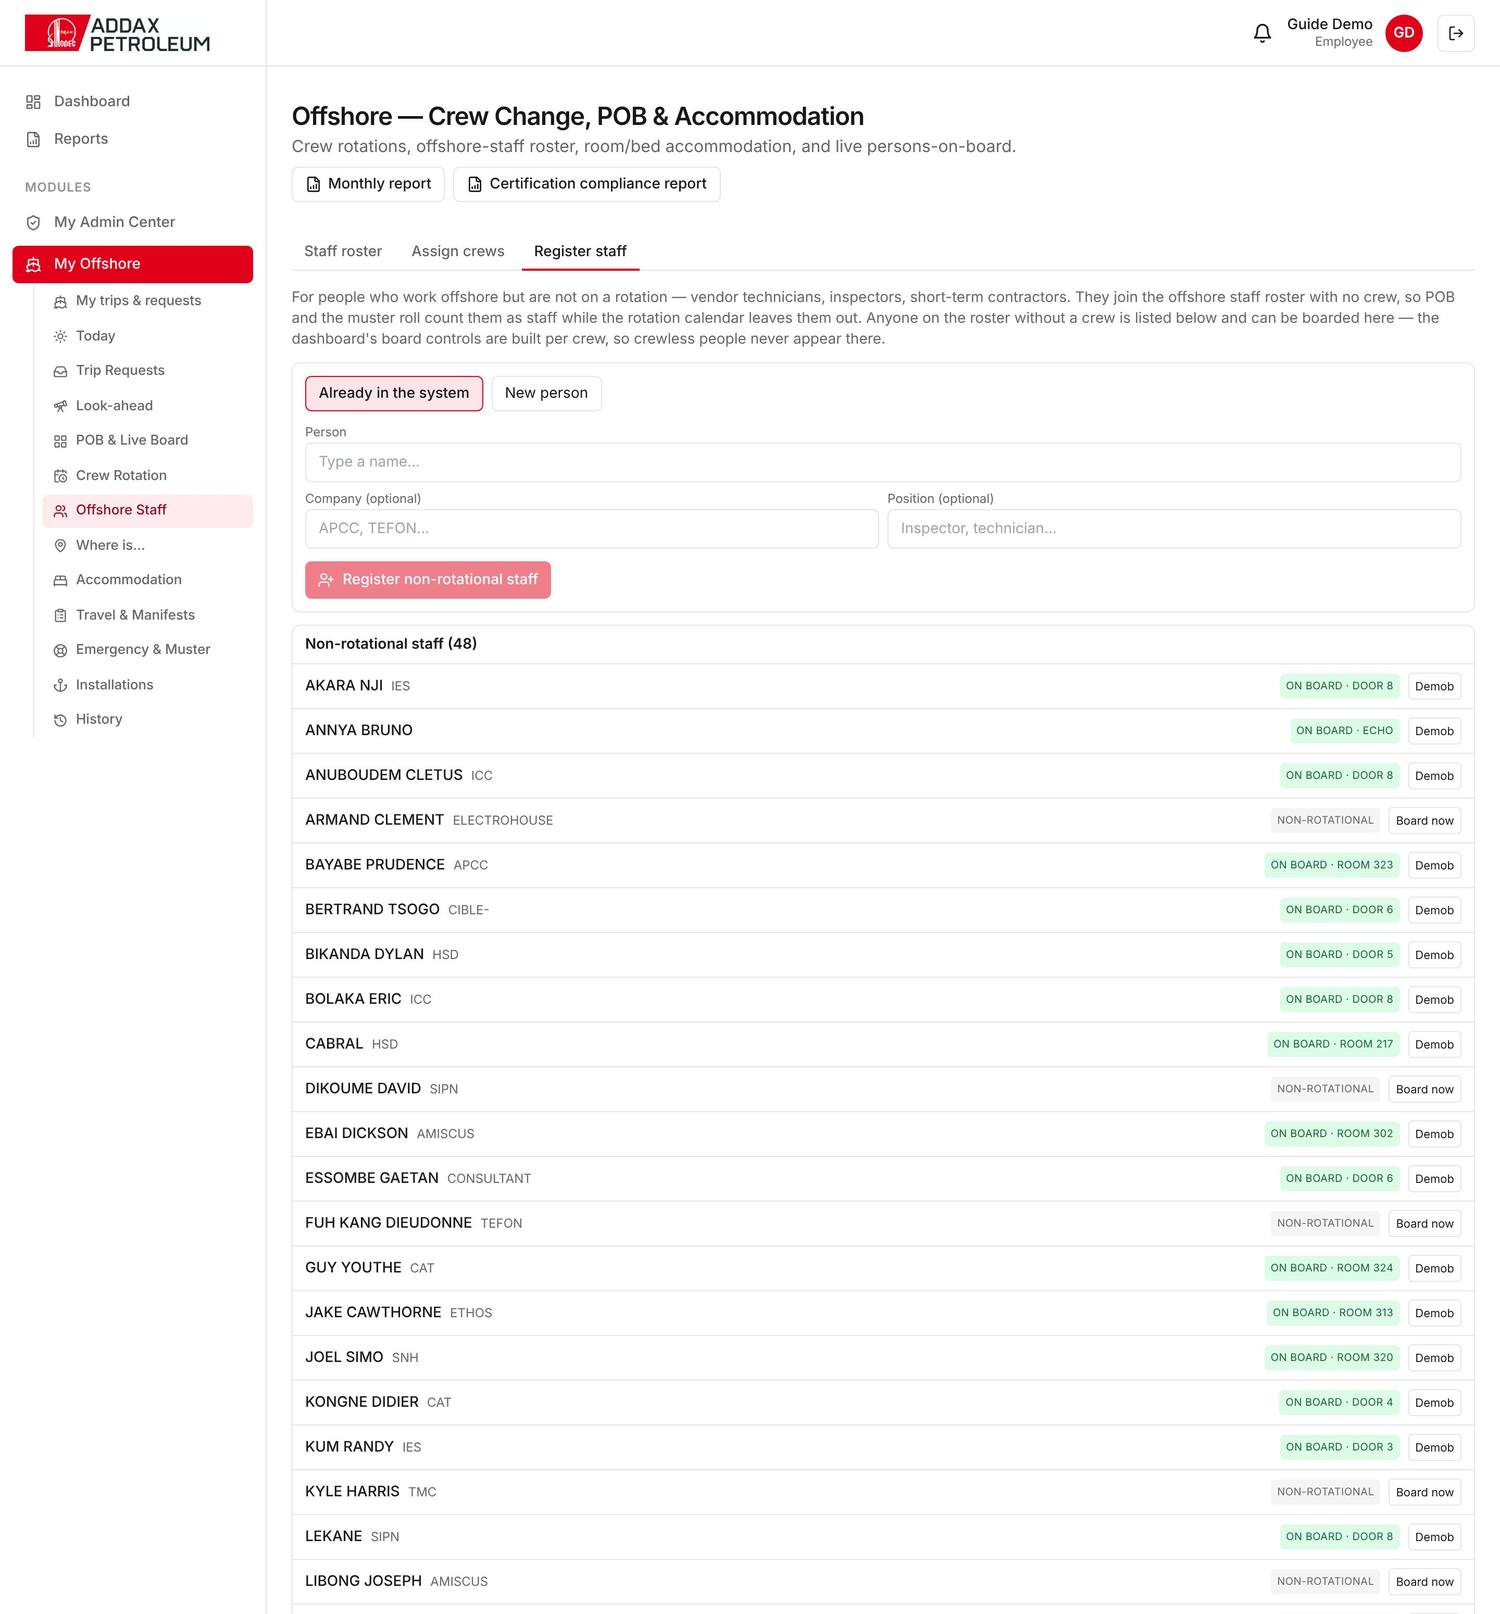 ADDAX
PETROLEUM
Guide Demo
Employee
GD
Dashboard
Reports
MODULES
My Admin Center
My Offshore
My trips & requests
Today
Trip Requests
Look-ahead
POB & Live Board
Crew Rotation
Offshore Staff
Where is...
Accommodation
Travel & Manifests
Emergency & Muster
Installations
History
Offshore — Crew Change, POB & Accommodation
Crew rotations, offshore-staff roster, room/bed accommodation, and live persons-on-board.
Monthly report Certification compliance report
Staff roster Assign crews Register staff
For people who work offshore but are not on a rotation — vendor technicians, inspectors, short-term contractors. They join the offshore staff roster with no crew, so POB
and the muster roll count them as staff while the rotation calendar leaves them out. Anyone on the roster without a crew is listed below and can be boarded here — the
dashboard's board controls are built per crew, so crewless people never appear there.
Already in the system New person
Person
Type a name...
Company (optional) Position (optional)
APCC, TEFON... Inspector, technician...
Register non-rotational staff
Non-rotational staff (48)
AKARA NJI IES ON BOARD · DOOR 8 Demob
ANNYA BRUNO ON BOARD · ECHO Demob
ANUBOUDEM CLETUS ICC ON BOARD · DOOR 8 Demob
ARMAND CLEMENT ELECTROHOUSE NON-ROTATIONAL Board now
BAYABE PRUDENCE APCC ON BOARD · ROOM 323 Demob
BERTRAND TSOGO CIBLE- ON BOARD · DOOR 6 Demob
BIKANDA DYLAN HSD ON BOARD · DOOR 5 Demob
BOLAKA ERIC ICC ON BOARD · DOOR 8 Demob
CABRAL HSD ON BOARD · ROOM 217 Demob
DIKOUME DAVID SIPN NON-ROTATIONAL Board now
EBAI DICKSON AMISCUS ON BOARD · ROOM 302 Demob
ESSOMBE GAETAN CONSULTANT ON BOARD · DOOR 6 Demob
FUH KANG DIEUDONNE TEFON NON-ROTATIONAL Board now
GUY YOUTHE CAT ON BOARD · ROOM 324 Demob
JAKE CAWTHORNE ETHOS ON BOARD · ROOM 313 Demob
JOEL SIMO SNH ON BOARD · ROOM 320 Demob
KONGNE DIDIER CAT ON BOARD · DOOR 4 Demob
KUM RANDY IES ON BOARD · DOOR 3 Demob
KYLE HARRIS TMC NON-ROTATIONAL Board now
LEKANE SIPN ON BOARD · DOOR 8 Demob
LIBONG JOSEPH AMISCUS NON-ROTATIONAL Board now